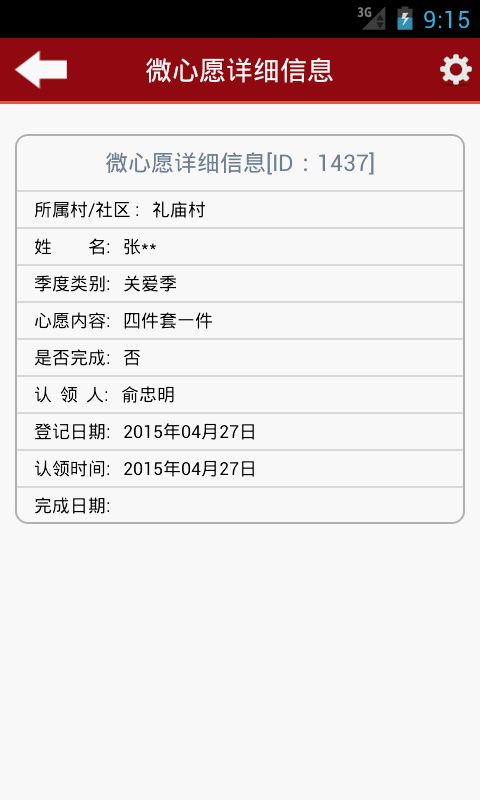 3G 9:15
微心愿详细信息
微心愿详细信息[ID：1437]
所属村/社区： 礼庙村
姓 名: 张**
季度类别: 关爱季
心愿内容: 四件套一件
是否完成: 否
认 领 人: 俞忠明
登记日期: 2015年04月27日
认领时间: 2015年04月27日
完成日期: